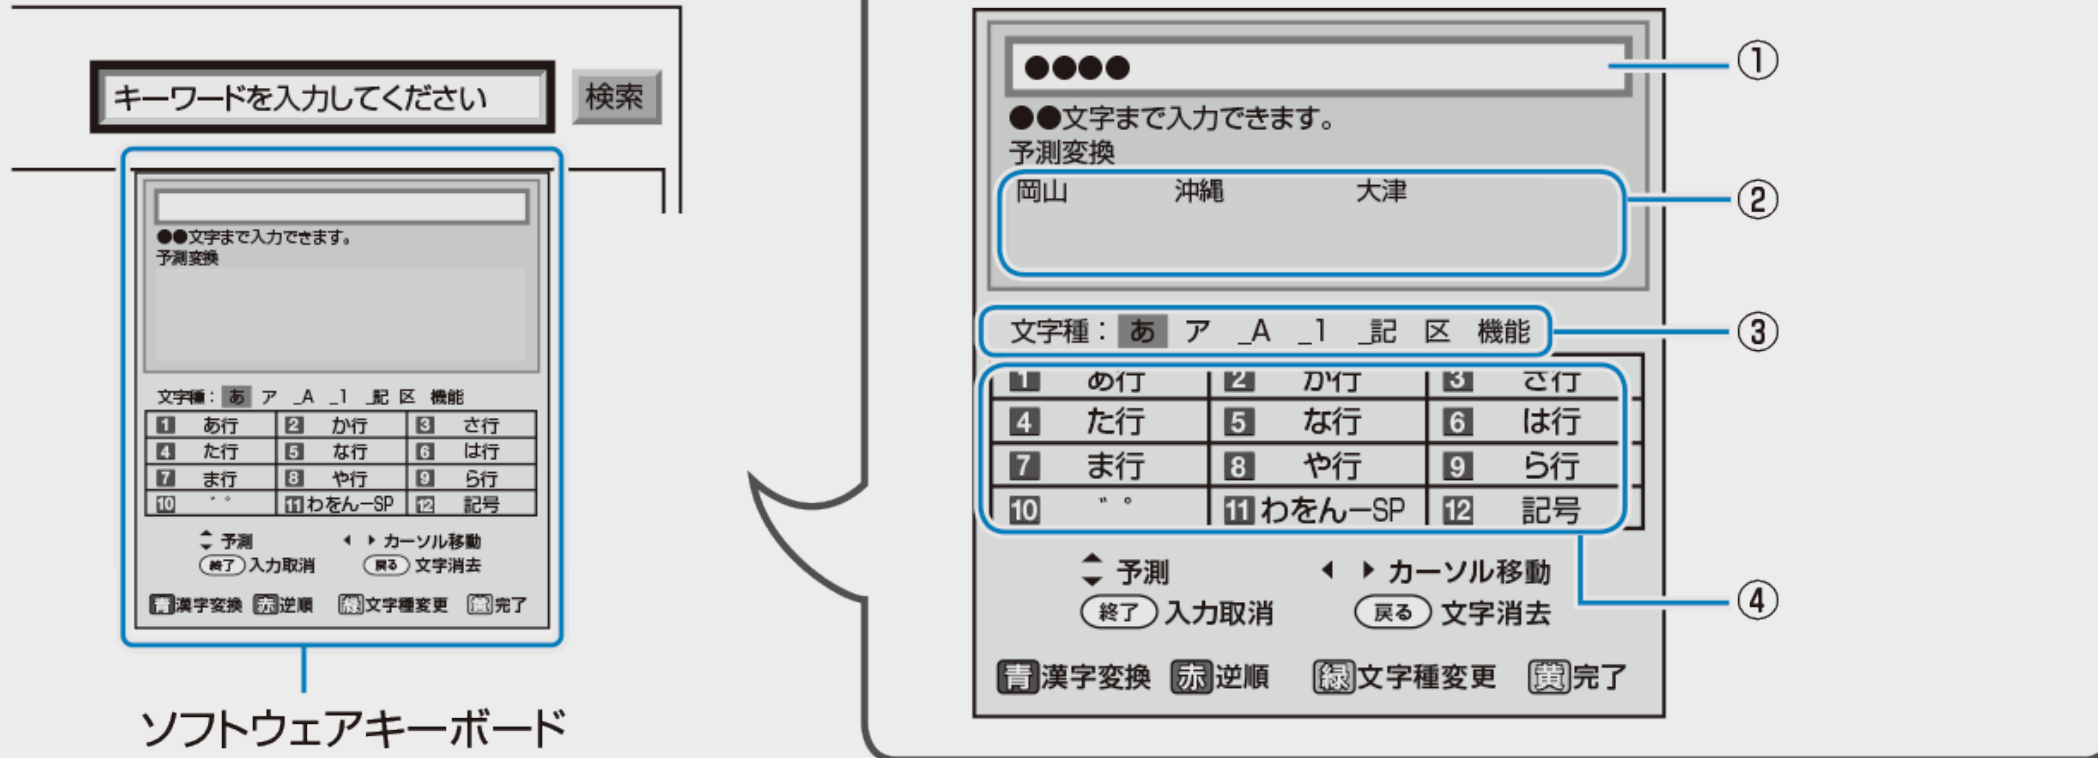 キーワードを入力してください 検索
●●文字まで入力できます。
予測変換
文字種： あ ア _A _1 _記 区 機能
1 あ行 2 か行 3 さ行
4 た行 5 な行 6 は行
7 ま行 8 や行 9 ら行
10 ゛゜ 11 わをんーSP 12 記号
予測 カーソル移動
終了 入力取消 戻る 文字消去
青 漢字変換 赤 逆順 緑 文字種変更 黄 完了
ソフトウェアキーボード
●●●● ①
●●文字まで入力できます。
予測変換
岡山 沖縄 大津 ②
文字種： あ ア _A _1 _記 区 機能 ③
1 あ行 2 か行 3 さ行
4 た行 5 な行 6 は行
7 ま行 8 や行 9 ら行
10 ゛゜ 11 わをんーSP 12 記号
予測 カーソル移動 ④
終了 入力取消 戻る 文字消去
青 漢字変換 赤 逆順 緑 文字種変更 黄 完了